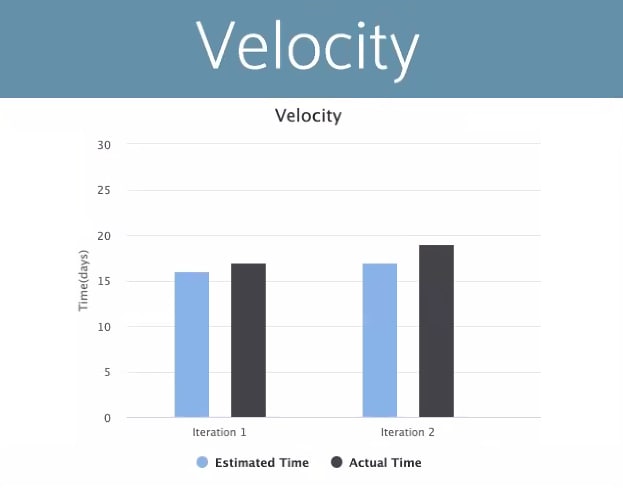 Velocity
Velocity
30
25
20
15
10
5
0
Time(days)
Iteration 1
Iteration 2
Estimated Time
Actual Time